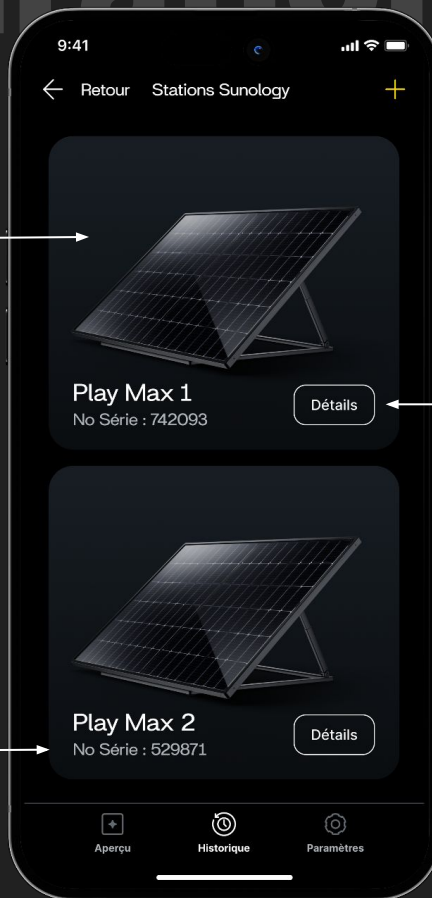 9:41
Retour Stations Sunology
Play Max 1
No Série : 742093
Détails
Play Max 2
No Série : 529871
Détails
Aperçu Historique Paramètres